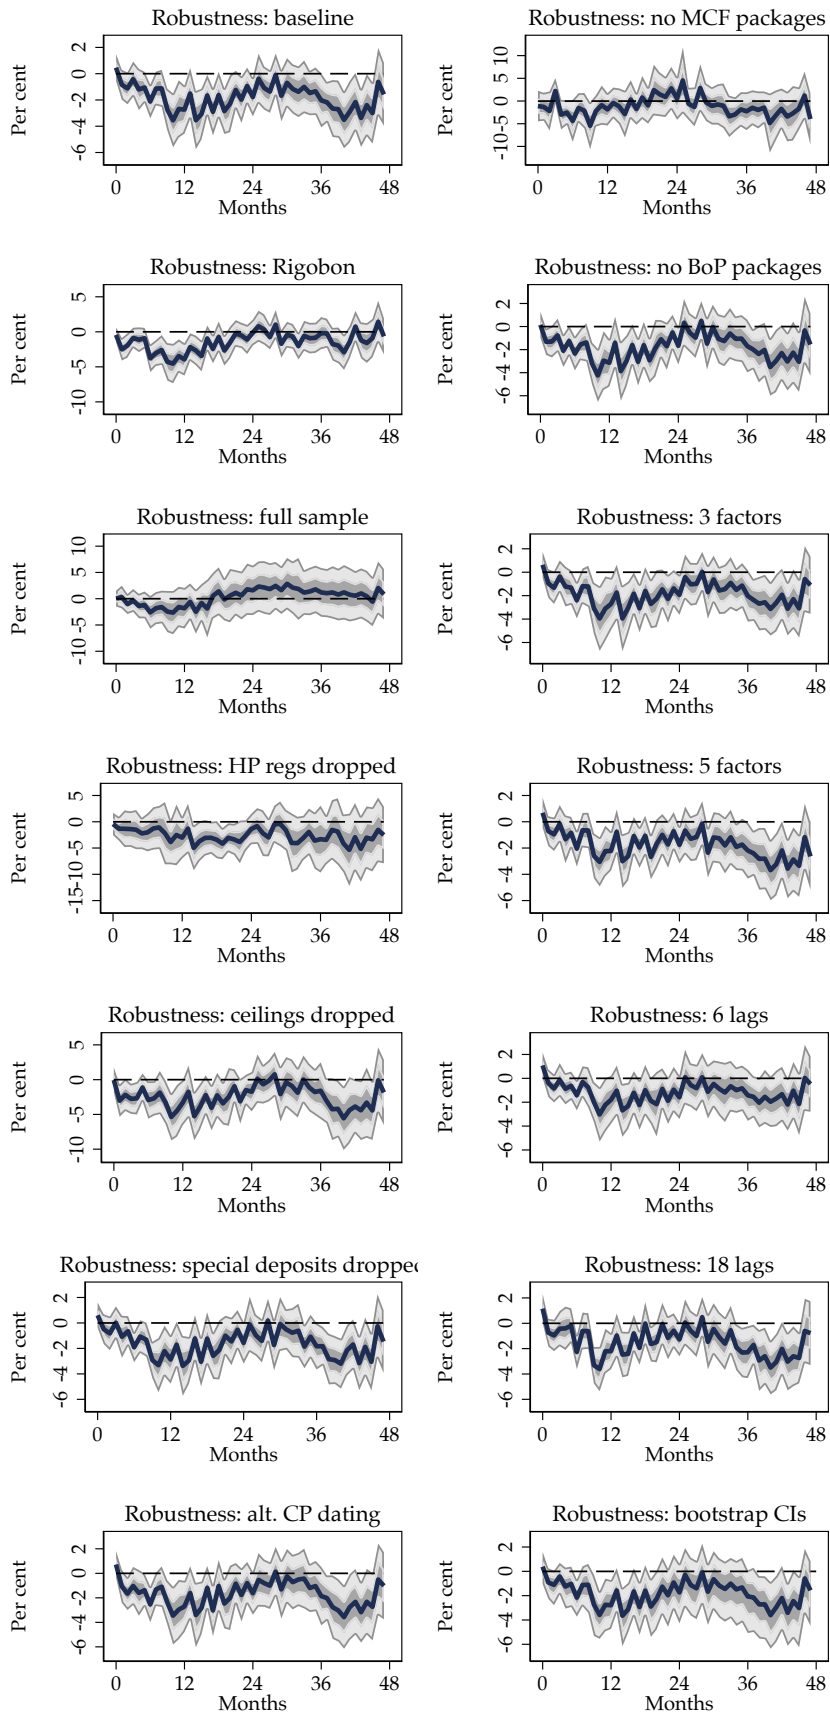 Robustness: baseline
Per cent
2
0
-2
-4
-6
0 12 24 36 48
Months
Robustness: no MCF packages
Per cent
10
5
0
-5
-10
0 12 24 36 48
Months
Robustness: Rigobon
Per cent
5
0
-5
-10
0 12 24 36 48
Months
Robustness: no BoP packages
Per cent
2
0
-2
-4
-6
0 12 24 36 48
Months
Robustness: full sample
Per cent
10
5
0
-5
-10
0 12 24 36 48
Months
Robustness: 3 factors
Per cent
2
0
-2
-4
-6
0 12 24 36 48
Months
Robustness: HP regs dropped
Per cent
5
0
-5
-10
-15
0 12 24 36 48
Months
Robustness: 5 factors
Per cent
2
0
-2
-4
-6
0 12 24 36 48
Months
Robustness: ceilings dropped
Per cent
5
0
-5
-10
0 12 24 36 48
Months
Robustness: 6 lags
Per cent
2
0
-2
-4
-6
0 12 24 36 48
Months
Robustness: special deposits droppe
Per cent
2
0
-2
-4
-6
0 12 24 36 48
Months
Robustness: 18 lags
Per cent
2
0
-2
-4
-6
0 12 24 36 48
Months
Robustness: alt. CP dating
Per cent
2
0
-2
-4
-6
0 12 24 36 48
Months
Robustness: bootstrap CIs
Per cent
2
0
-2
-4
-6
0 12 24 36 48
Months